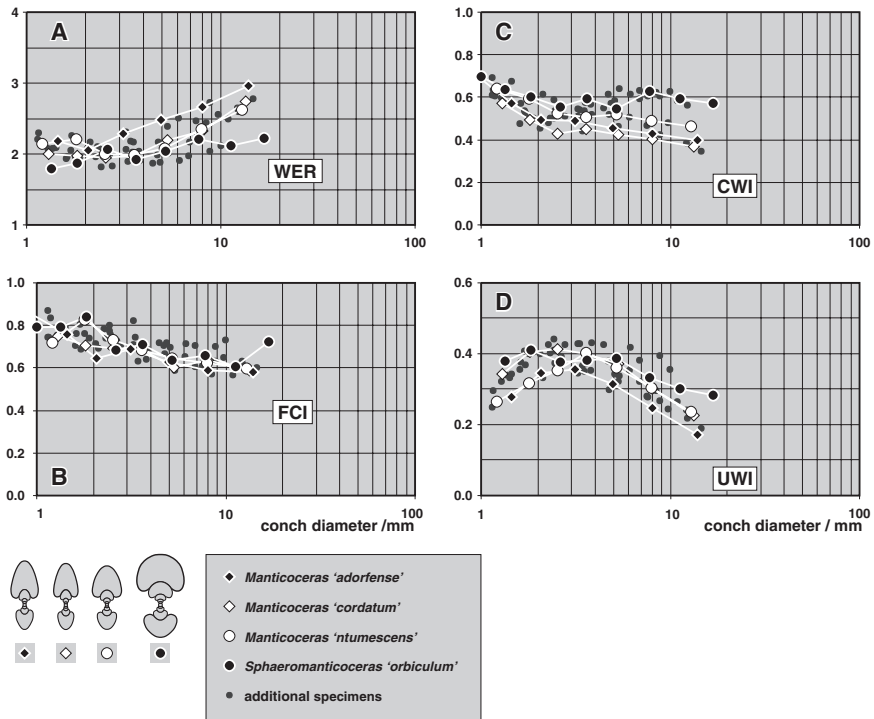 A
4
3
2
1
1
10
100
WER
C
1.0
0.8
0.6
0.4
0.2
0.0
1
10
100
CWI
B
1.0
0.8
0.6
0.4
0.2
0.0
1
10
100
FCI
conch diameter /mm
D
0.6
0.4
0.2
0.0
1
10
100
UWI
conch diameter / mm
Manticoceras ‘adorfense’
Manticoceras ‘cordatum’
Manticoceras ‘ntumescens’
Sphaeromanticoceras ‘orbiculum’
additional specimens